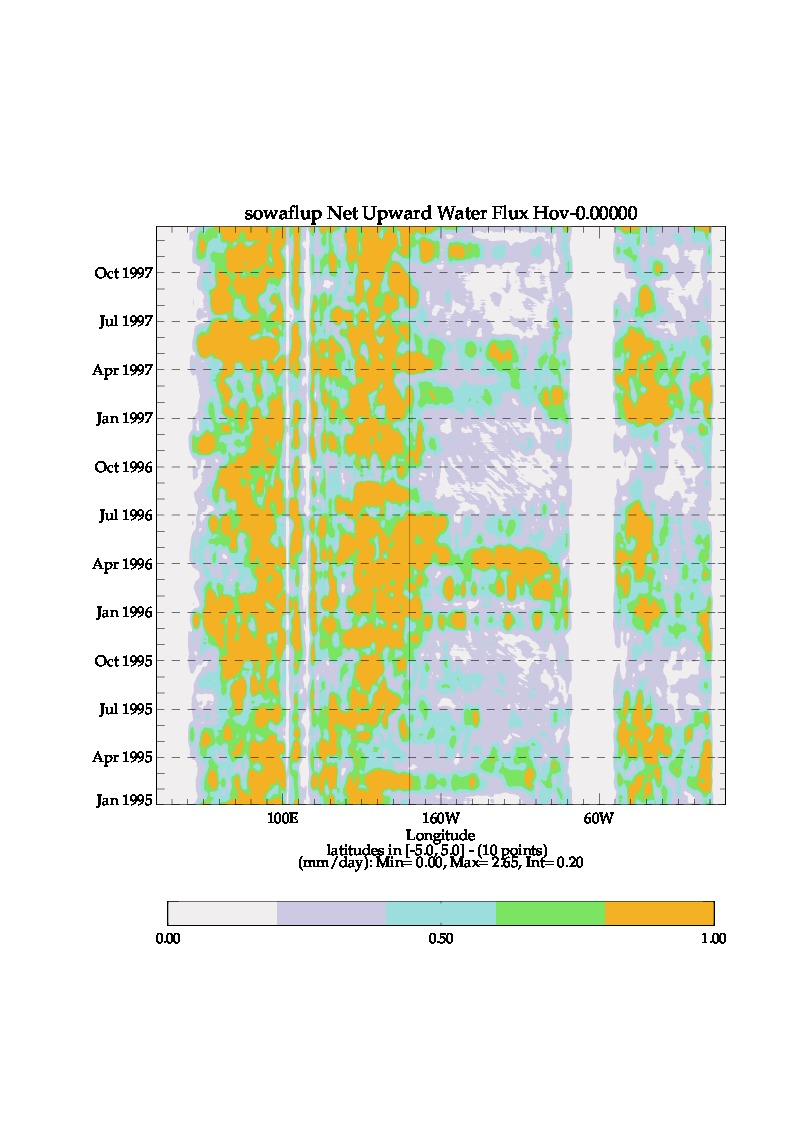 sowaflup Net Upward Water Flux Hov-0.00000
Oct 1997
Jul 1997
Apr 1997
Jan 1997
Oct 1996
Jul 1996
Apr 1996
Jan 1996
Oct 1995
Jul 1995
Apr 1995
Jan 1995
100E 160W 60W
Longitude
latitudes in [-5.0, 5.0] - (10 points)
(mm/day): Min= 0.00, Max= 2.65, Int= 0.20
0.00 0.50 1.00